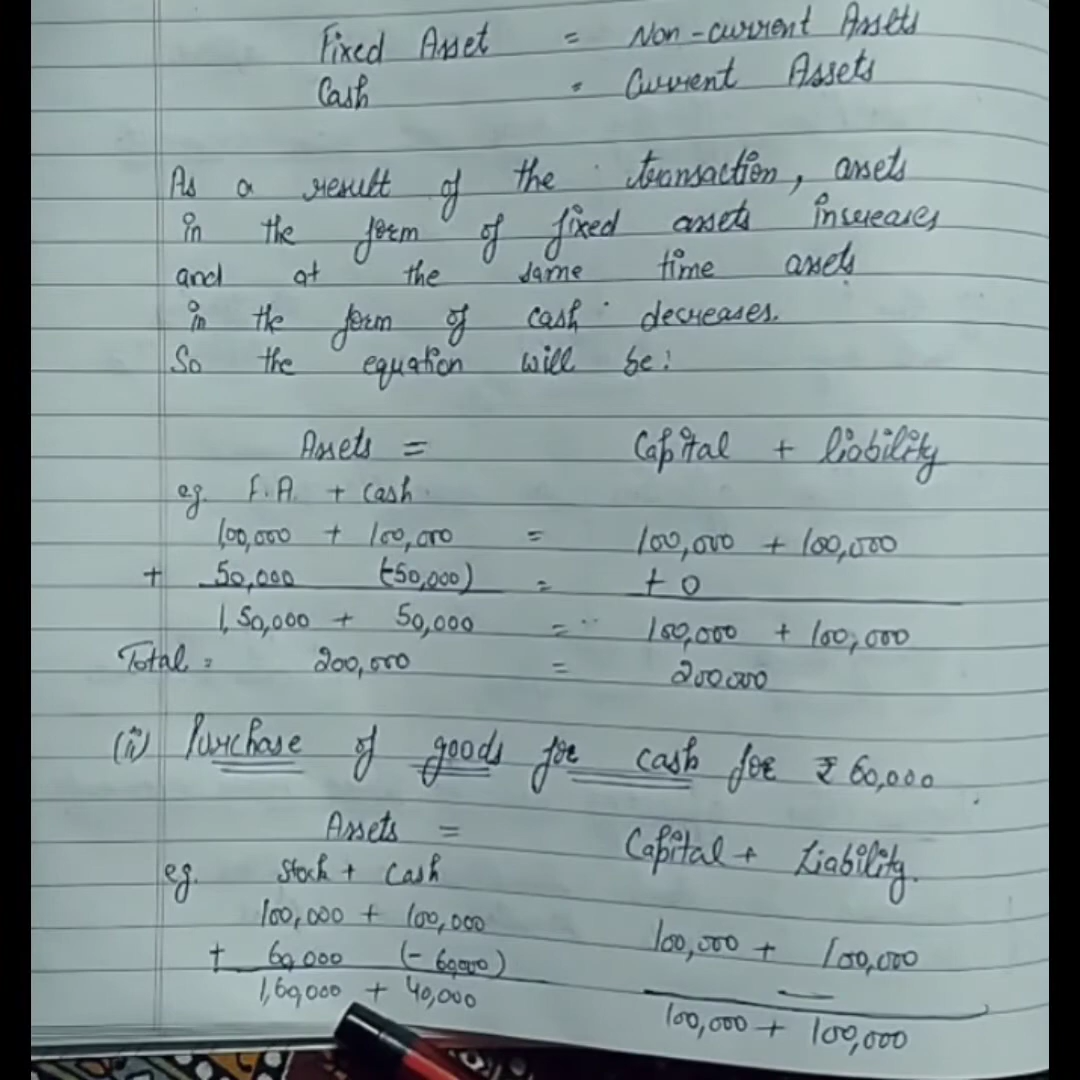 Fixed Asset = Non-current Assets
Cash = Current Assets
As a result of the transaction, assets
in the form of fixed assets increases
and at the same time assets
in the form of cash decreases.
So the equation will be:
Assets = Capital + liability
eg. F.A. + cash
1,00,000 + 100,000 = 100,000 + 100,000
+ 50,000 (-50,000) = + 0
1,50,000 + 50,000 = 100,000 + 100,000
Total = 200,000 = 200000
(ii) Purchase of goods for cash for ₹ 60,000
Assets = Capital + Liability.
eg. Stock + Cash
100,000 + 100,000 100,000 + 100,000
+ 60,000 (- 60,000) —
1,60,000 + 40,000 100,000 + 100,000